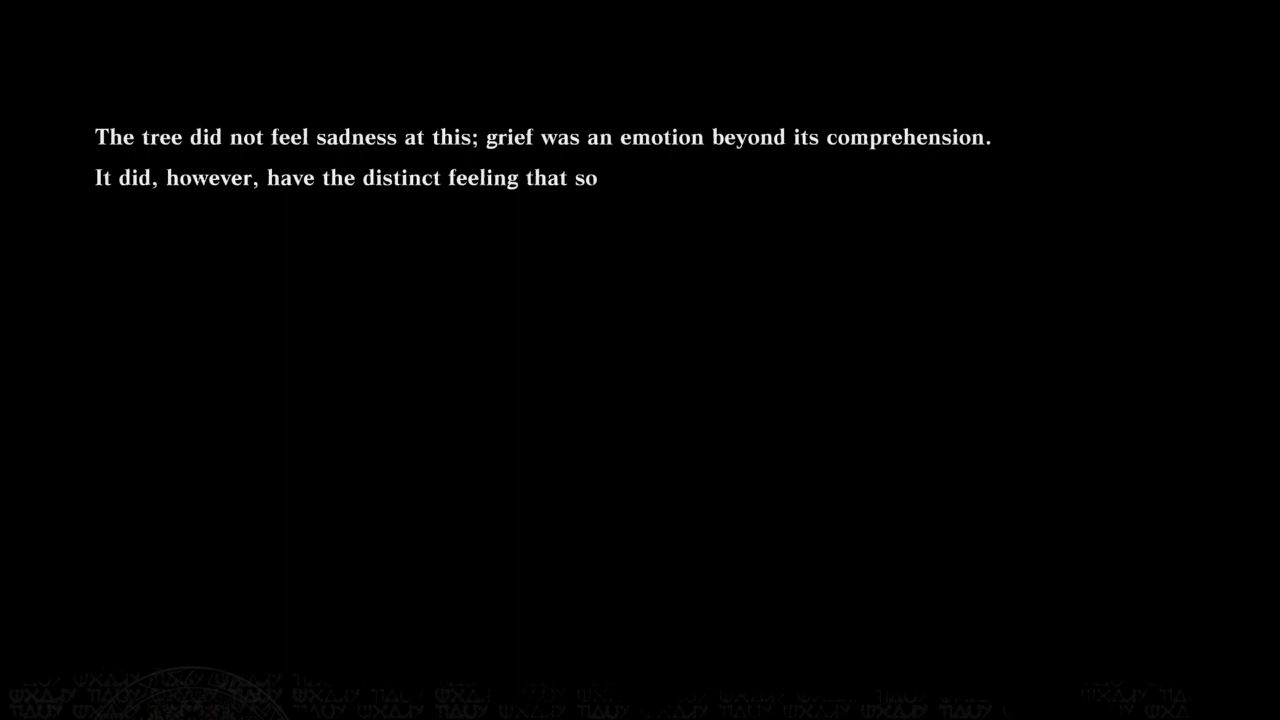 The tree did not feel sadness at this; grief was an emotion beyond its comprehension.
It did, however, have the distinct feeling that so